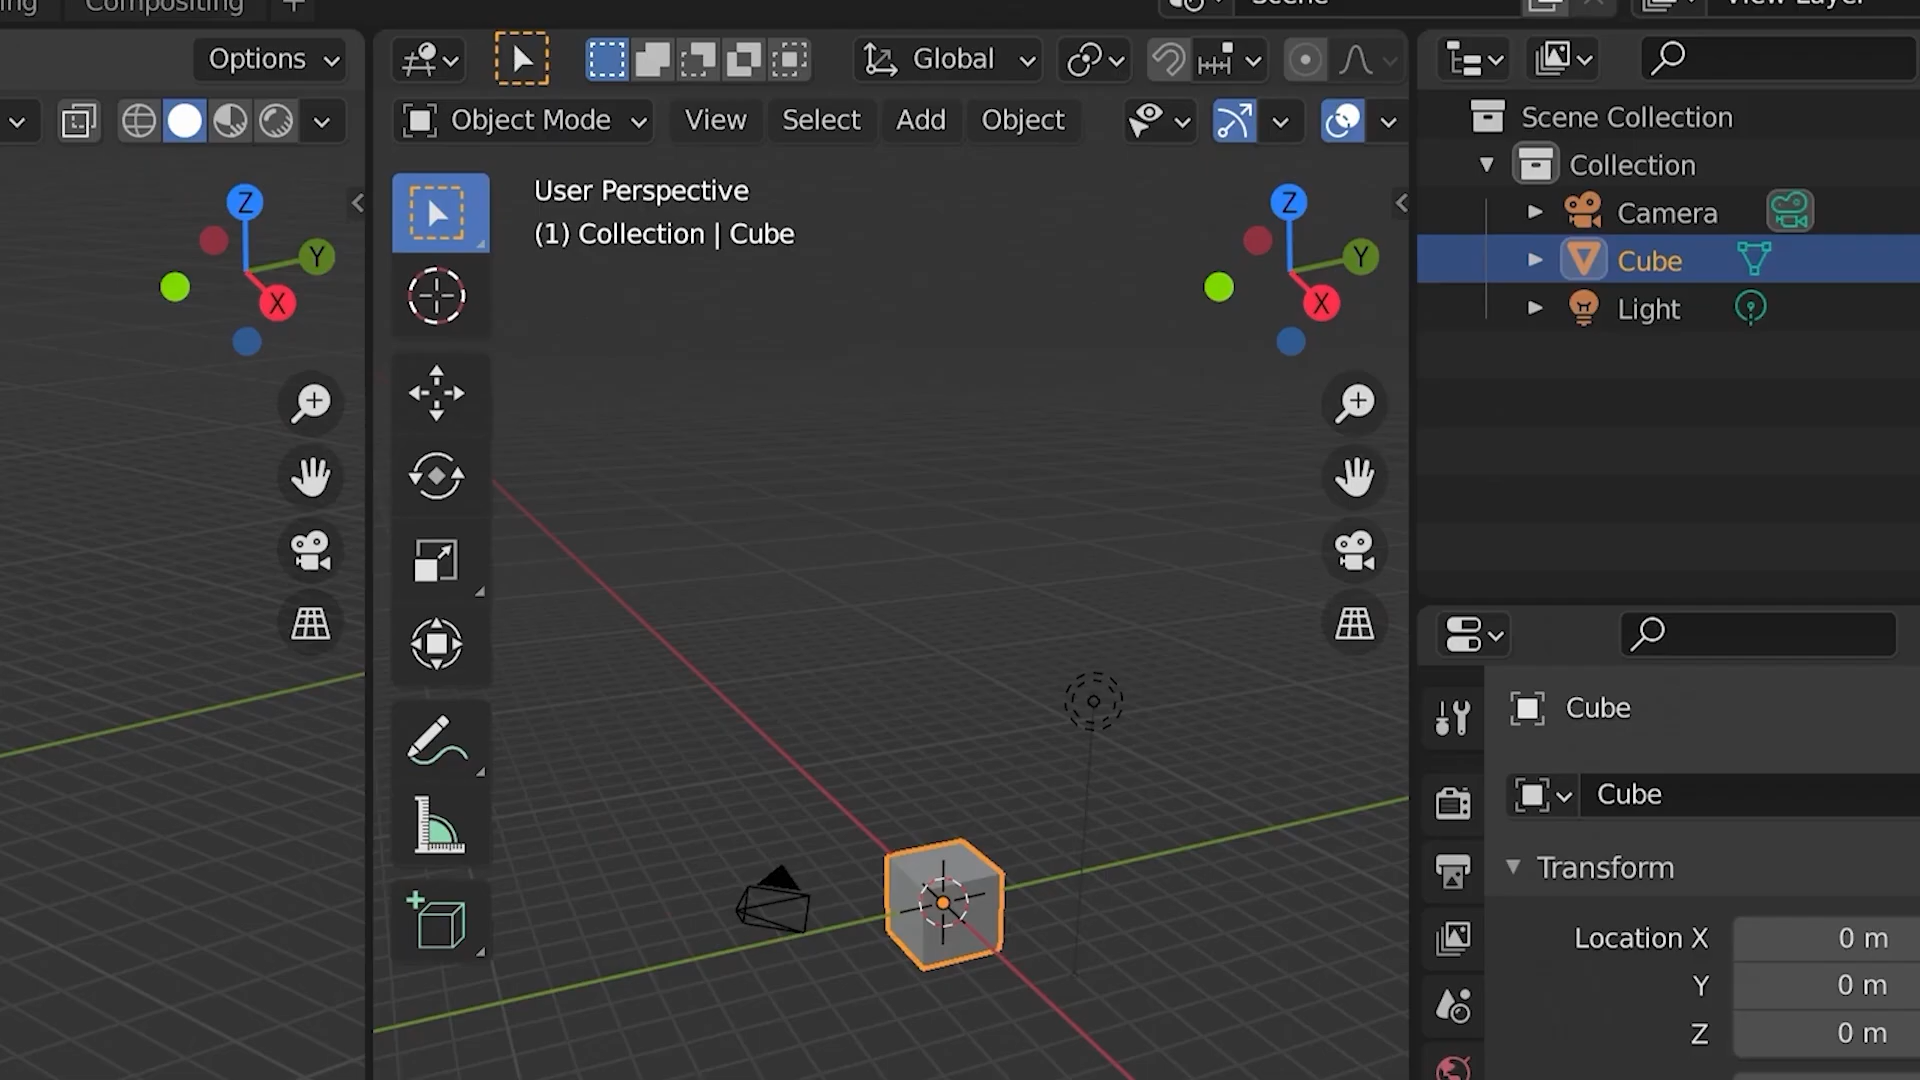 Compositing
Scene
View Layer
Options
Global
Object Mode
View
Select
Add
Object
User Perspective
(1) Collection | Cube
Z
Y
X
Z
Y
X
Scene Collection
Collection
Camera
Cube
Light
Cube
Cube
Transform
Location X
0 m
Y
0 m
Z
0 m